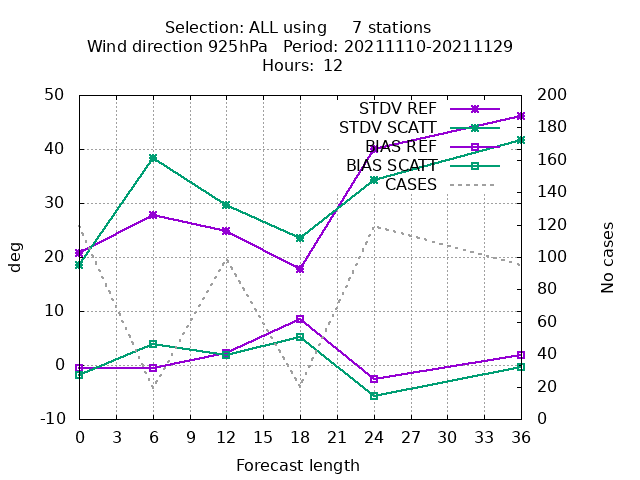 Selection: ALL using     7 stations
Wind direction 925hPa   Period: 20211110-20211129
Hours:  12
STDV REF
STDV SCATT
BIAS REF
BIAS SCATT
CASES
50
40
30
20
10
0
-10
deg
200
180
160
140
120
100
80
60
40
20
0
No cases
0 3 6 9 12 15 18 21 24 27 30 33 36
Forecast length